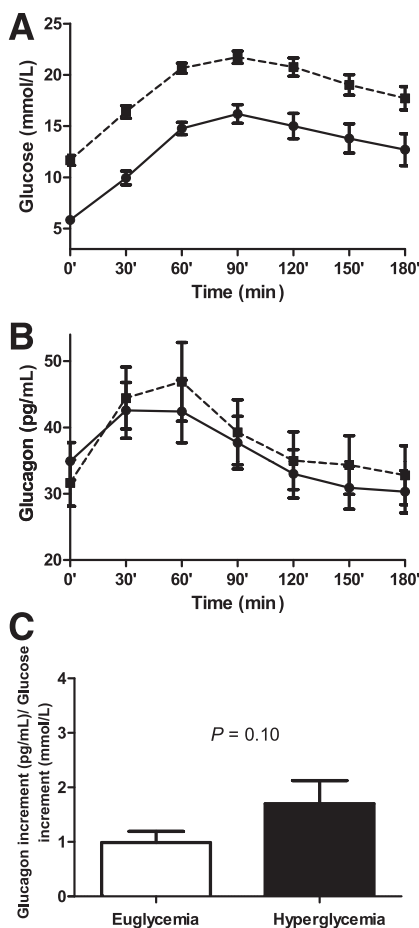 A
Glucose (mmol/L)
25
20
15
10
5
0' 30' 60' 90' 120' 150' 180'
Time (min)
B
Glucagon (pg/mL)
50
40
30
20
0' 30' 60' 90' 120' 150' 180'
Time (min)
C
Glucagon increment (pg/mL)/ Glucose
increment (mmol/L)
4
3
2
1
0
P = 0.10
Euglycemia Hyperglycemia